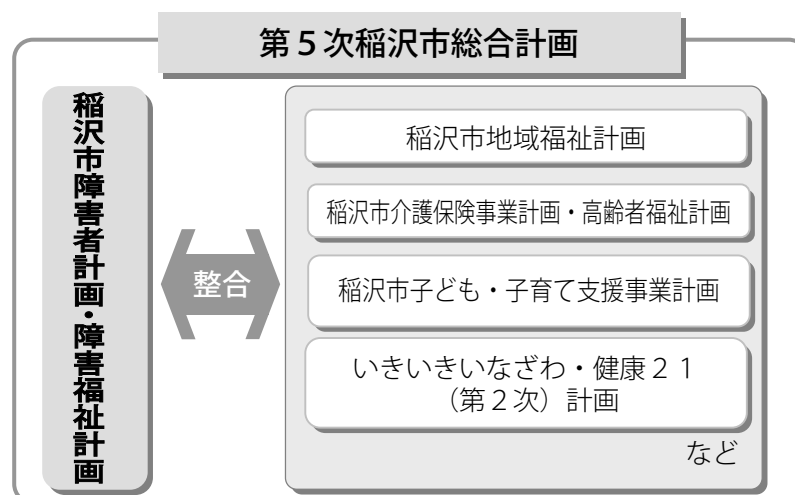 第５次稲沢市総合計画
稲沢市障害者計画・障害福祉計画
整合
稲沢市地域福祉計画
稲沢市介護保険事業計画・高齢者福祉計画
稲沢市子ども・子育て支援事業計画
いきいきいなざわ・健康２１
（第２次）計画
など